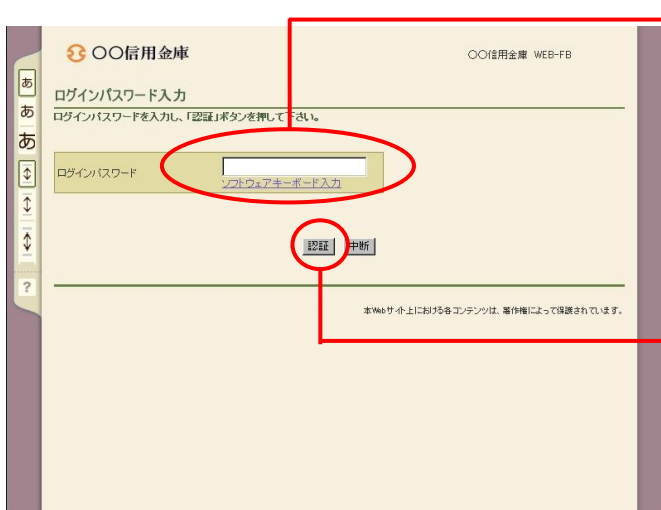 〇〇信用金庫
〇〇信用金庫 WEB-FB
あ
あ
あ
?
ログインパスワード入力
ログインパスワードを入力し、「認証」ボタンを押して下さい。
ログインパスワード
ソフトウェアキーボード入力
認証 中断
本Webサイト上における各コンテンツは、著作権によって保護されています。